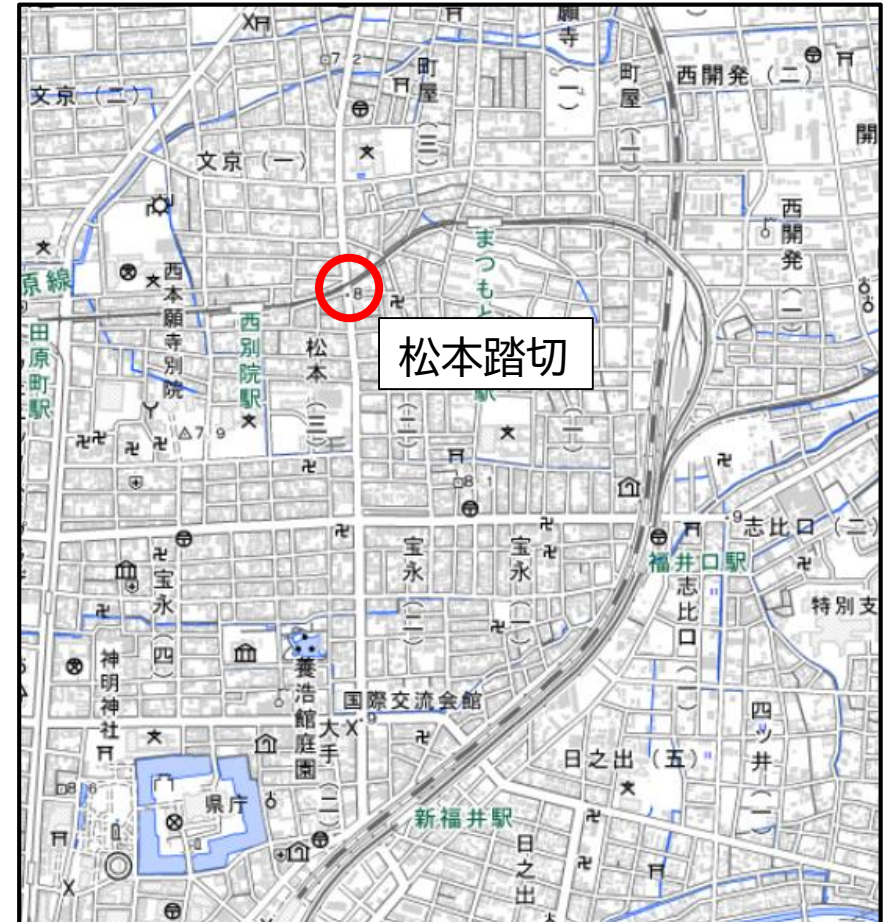 願寺(一)
文京(二)
町屋(三)
町屋(一)
西開発(二)
開
文京(一)
西開発(一)
まつもと
駅
原線
西本願寺別院
西別院駅
田原町駅
松本(三)
松本踏切
(二)
(一)
宝永(四)
宝永(二)
宝永(一)
志比口(二)
福井口駅
志比口(一)
特別支
神明神社
養浩館庭園
国際交流会館
大手(二)
日之出(五)
四ツ井(一)
県庁
新福井駅
日之出